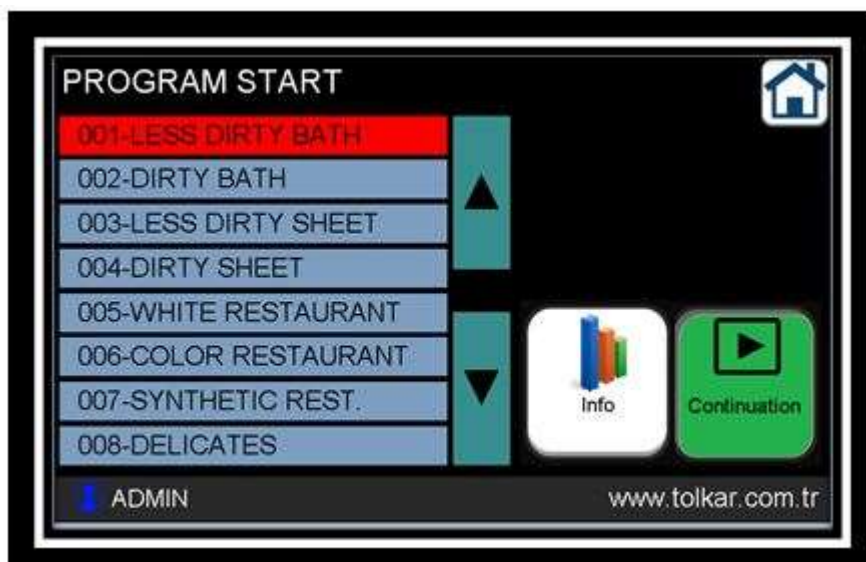 PROGRAM START
001-LESS DIRTY BATH
002-DIRTY BATH
003-LESS DIRTY SHEET
004-DIRTY SHEET
005-WHITE RESTAURANT
006-COLOR RESTAURANT
007-SYNTHETIC REST.
008-DELICATES
Info
Continuation
ADMIN
www.tolkar.com.tr